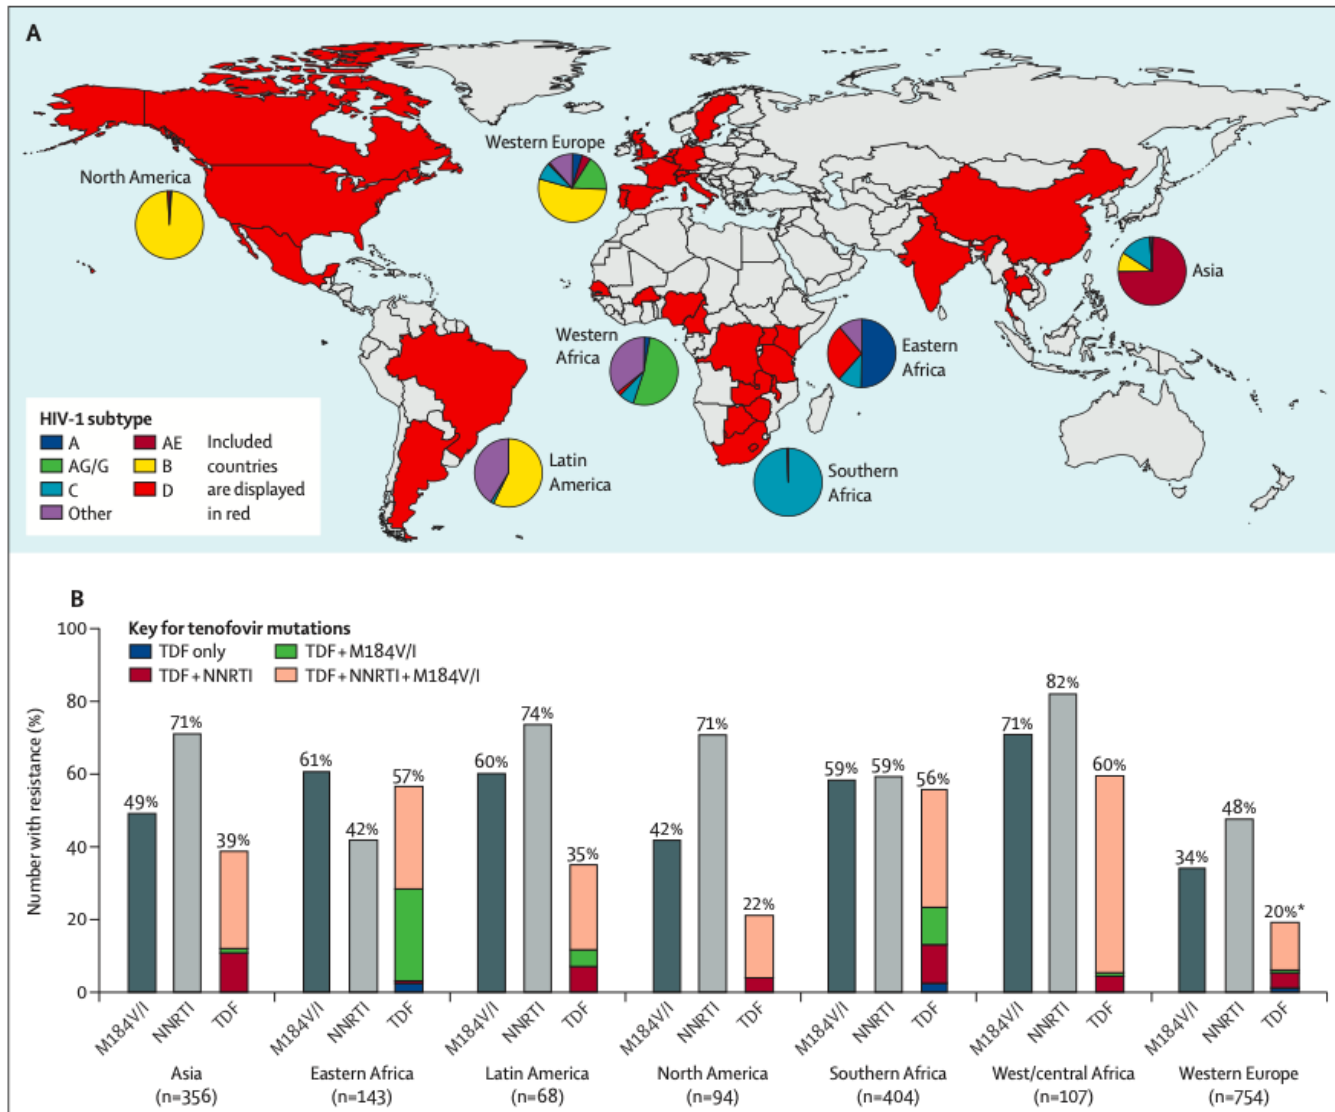 A
Western Europe
North America
Asia
Western
Africa
Eastern
Africa
HIV-1 subtype
A
AE
Included
AG/G
B
countries
C
D
are displayed
Other
in red
Latin
America
Southern
Africa
B
Key for tenofovir mutations
TDF only
TDF + M184V/I
TDF + NNRTI
TDF + NNRTI + M184V/I
Number with resistance (%)
100
80
60
40
20
0
49%
71%
39%
61%
42%
57%
60%
74%
35%
42%
71%
22%
59%
59%
56%
71%
82%
60%
34%
48%
20%*
M184V/I
NNRTI
TDF
M184V/I
NNRTI
TDF
M184V/I
NNRTI
TDF
M184V/I
NNRTI
TDF
M184V/I
NNRTI
TDF
M184V/I
NNRTI
TDF
M184V/I
NNRTI
TDF
Asia
(n=356)
Eastern Africa
(n=143)
Latin America
(n=68)
North America
(n=94)
Southern Africa
(n=404)
West/central Africa
(n=107)
Western Europe
(n=754)